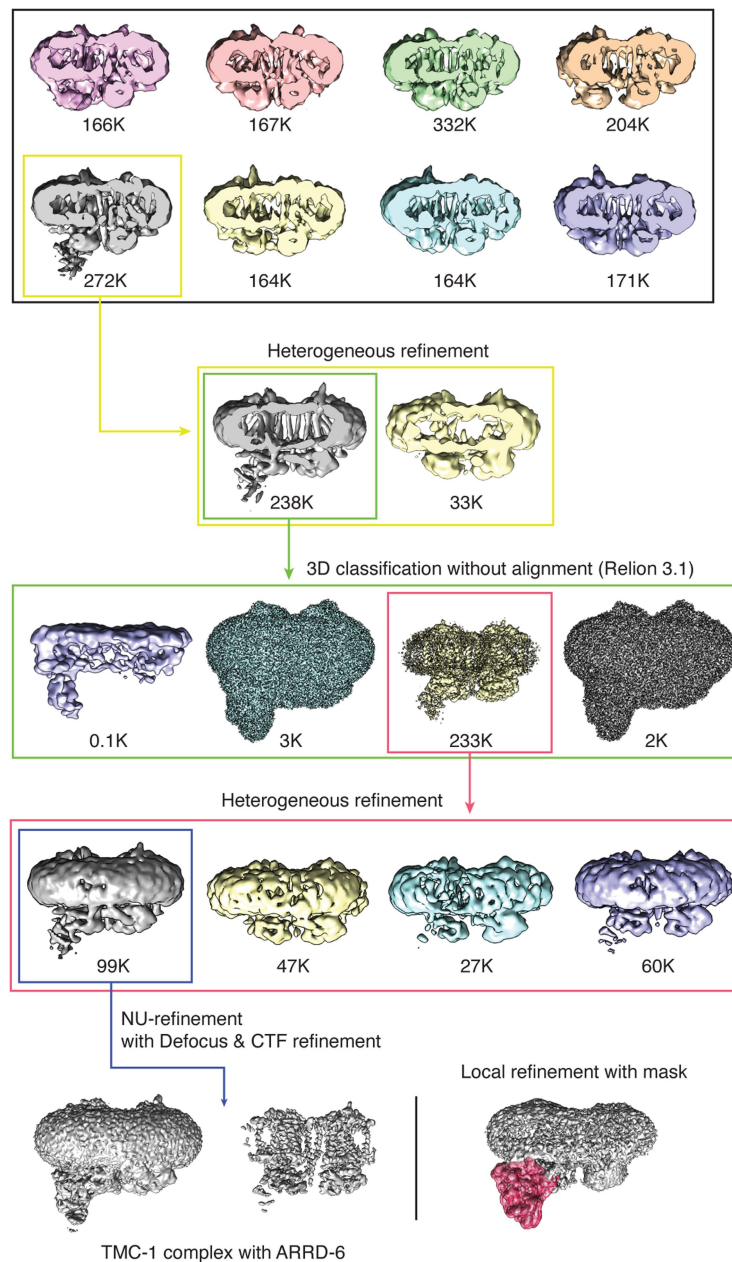 166K
167K
332K
204K
272K
164K
164K
171K
Heterogeneous refinement
238K
33K
3D classification without alignment (Relion 3.1)
0.1K
3K
233K
2K
Heterogeneous refinement
99K
47K
27K
60K
NU-refinement
with Defocus & CTF refinement
Local refinement with mask
TMC-1 complex with ARRD-6